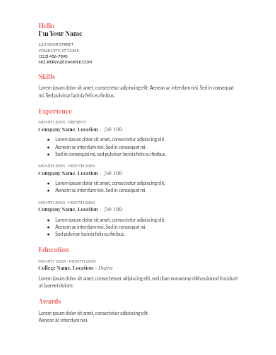 Hello
I'm Your Name
123 YOUR STREET
YOUR CITY, ST 12345
(123) 456-7890
NO_REPLY@EXAMPLE.COM
Skills
Lorem ipsum dolor sit amet, consectetur adipiscing elit. Aenean ac interdum nisi. Sed in consequat
mi. Sed pulvinar lacinia felis eu finibus.
Experience
MONTH 20XX - PRESENT
Company Name, Location - Job Title
● Lorem ipsum dolor sit amet, consectetur adipiscing elit.
● Aenean ac interdum nisi. Sed in consequat mi.
● Sed in consequat mi, sed pulvinar lacinia felis eu finibus.
MONTH 20XX - MONTH 20XX
Company Name, Location - Job Title
● Lorem ipsum dolor sit amet, consectetur adipiscing elit.
● Aenean ac interdum nisi. Sed in consequat mi.
MONTH 20XX - MONTH 20XX
Company Name, Location - Job Title
● Lorem ipsum dolor sit amet, consectetur adipiscing elit.
● Aenean ac interdum nisi. Sed in consequat mi.
● Sed pulvinar lacinia felis eu finibus.
Education
MONTH 20XX - MONTH 20XX
College Name, Location - Degree
Lorem ipsum dolor sit amet, consectetuer adipiscing elit, sed diam nonummy nibh euismod tincidunt
ut laoreet dolore.
Awards
Lorem ipsum dolor sit amet, consectetur adipiscing elit.
Aenean ac interdum nisi.